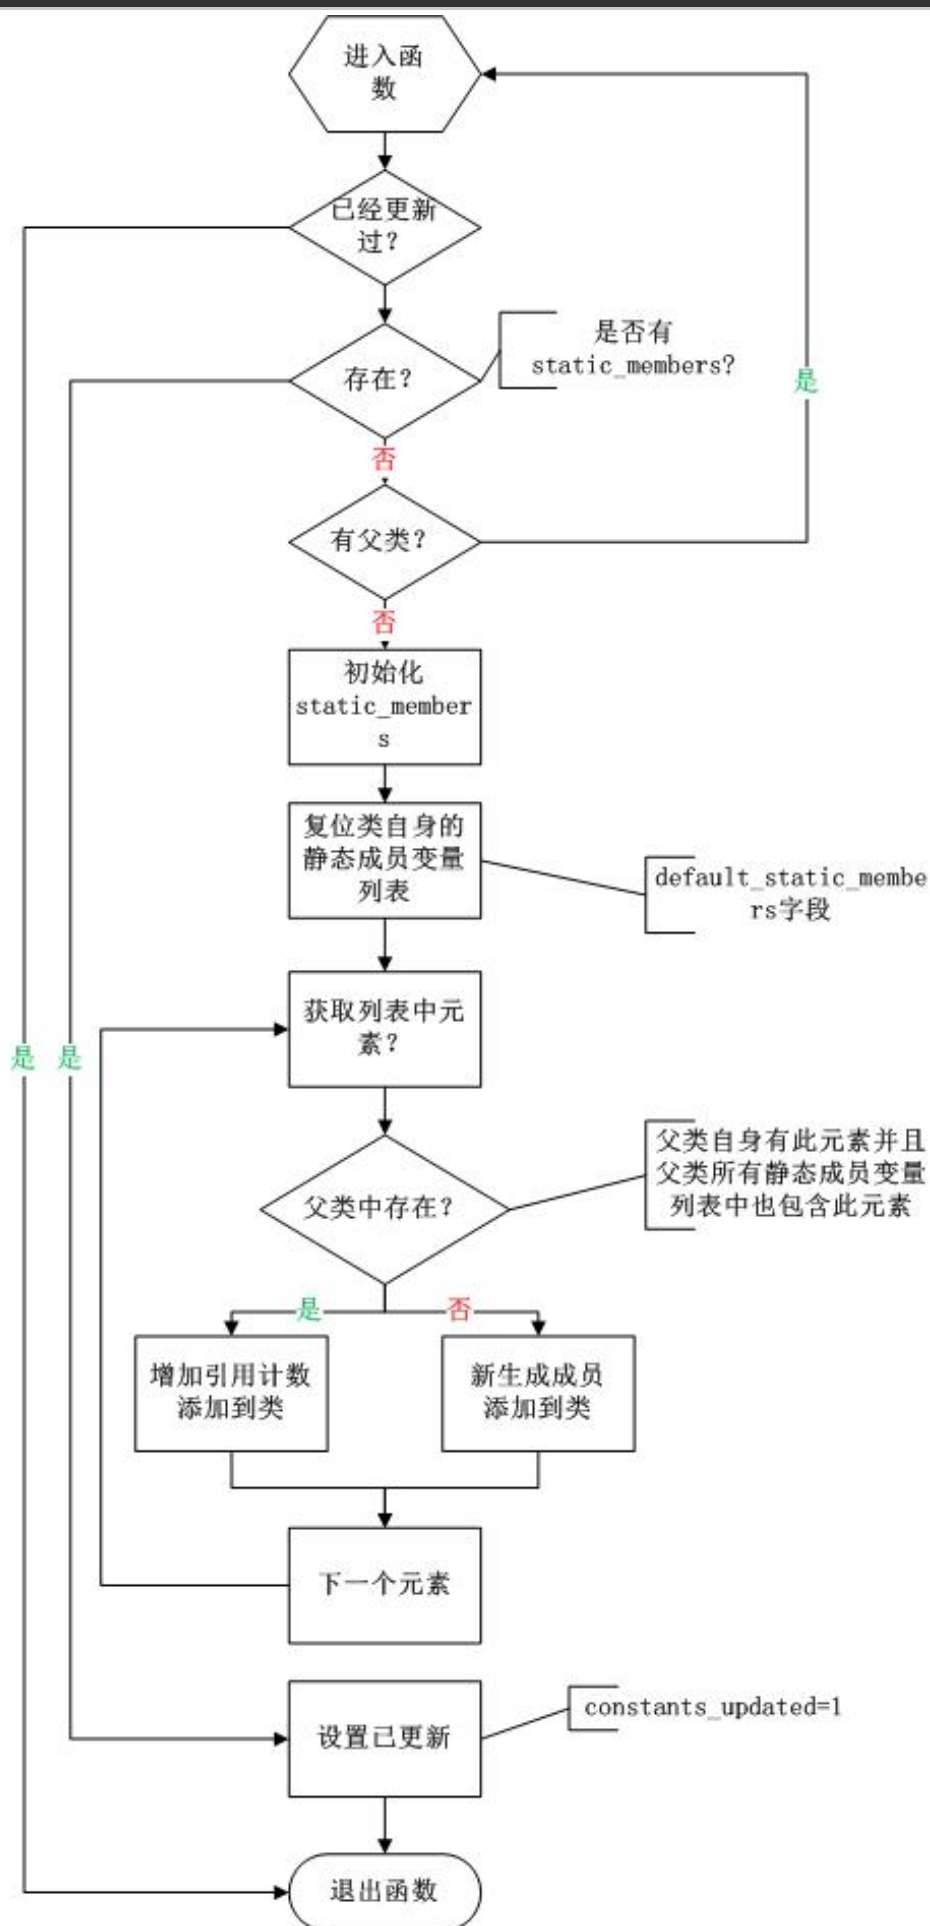 进入函
数
已经更新
过？
存在？
是否有
static_members?
是
否
有父类？
否
初始化
static_member
s
复位类自身的
静态成员变量
列表
default_static_membe
rs字段
获取列表中元
素？
是
是
父类中存在？
父类自身有此元素并且
父类所有静态成员变量
列表中也包含此元素
是
否
增加引用计数
添加到类
新生成成员
添加到类
下一个元素
设置已更新
constants_updated=1
退出函数